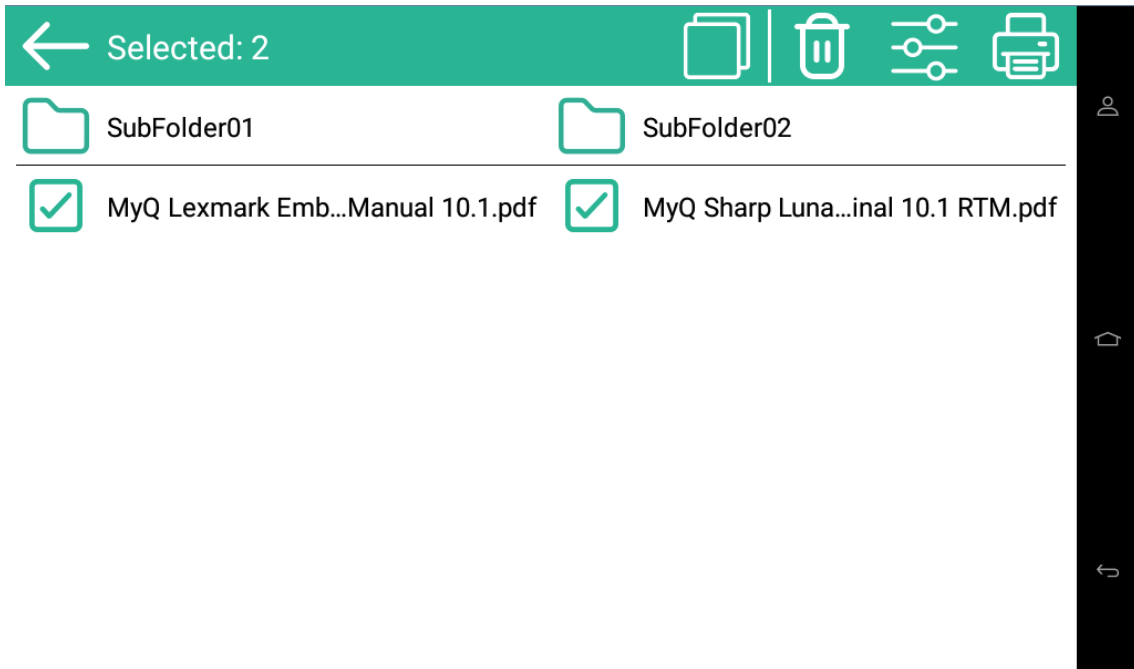 Selected: 2
SubFolder01 SubFolder02
MyQ Lexmark Emb...Manual 10.1.pdf MyQ Sharp Luna...inal 10.1 RTM.pdf